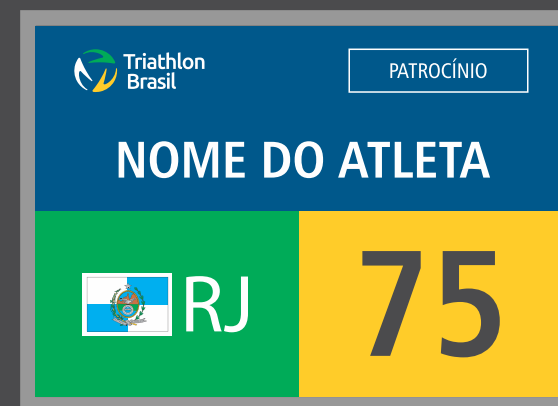 Triathlon
Brasil
PATROCÍNIO
NOME DO ATLETA
RJ
75